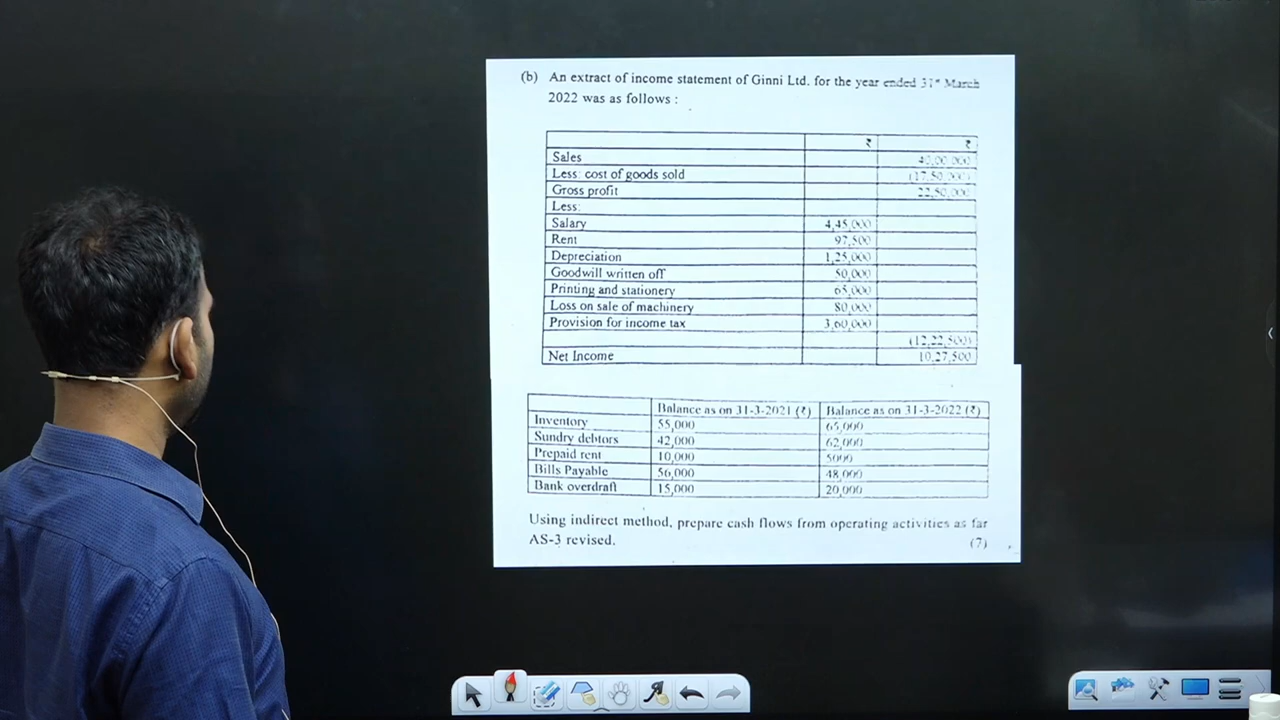 (b) An extract of income statement of Ginni Ltd. for the year ended 31st March
2022 was as follows :
₹ ₹
Sales 40,00,000
Less: cost of goods sold (17,50,000)
Gross profit 22,50,000
Less:
Salary 4,45,000
Rent 97,500
Depreciation 1,25,000
Goodwill written off 50,000
Printing and stationery 65,000
Loss on sale of machinery 80,000
Provision for income tax 3,60,000
(12,22,500)
Net Income 10,27,500
Balance as on 31-3-2021 (₹) Balance as on 31-3-2022 (₹)
Inventory 55,000 65,000
Sundry debtors 42,000 62,000
Prepaid rent 10,000 5000
Bills Payable 56,000 48,000
Bank overdraft 15,000 20,000
Using indirect method, prepare cash flows from operating activities as far
AS-3 revised. (7)